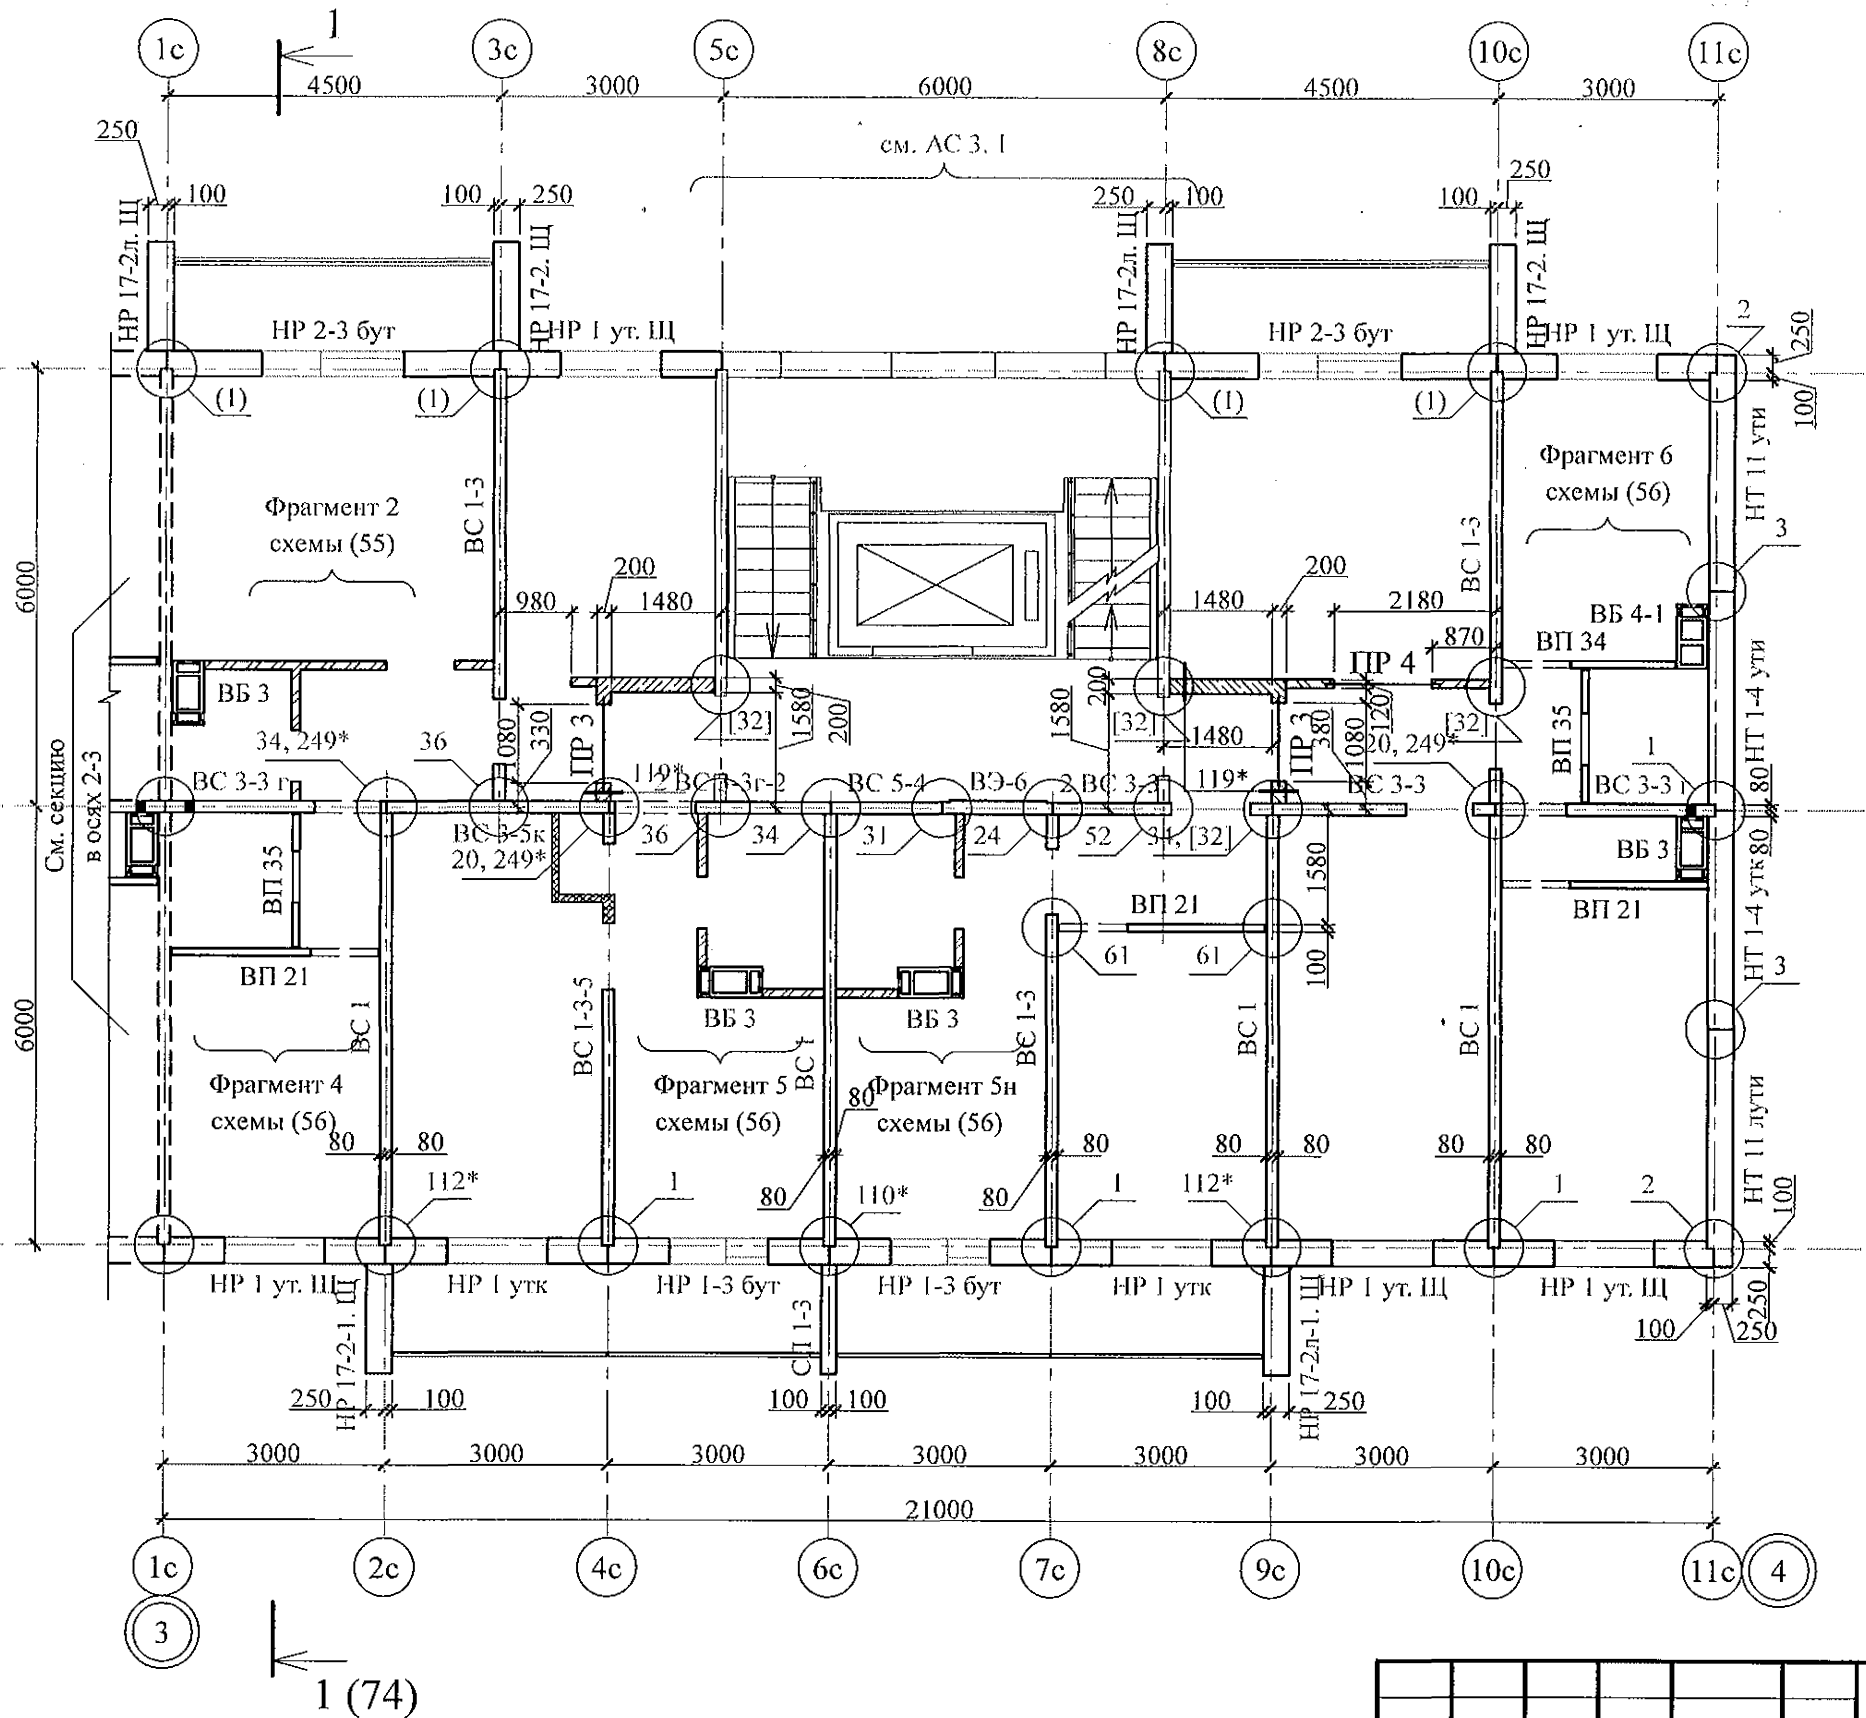 1
1с
3с
5с
8с
10с
11с
4500
3000
6000
4500
3000
250
100
100
250
см. АС 3. 1
250
100
100
250
НР 17-2л. Щ
НР 17-2. Щ
НР 17-2л. Щ
НР 17-2. Щ
НР 2-3 бут
НР 1 ут. Щ
НР 2-3 бут
НР 1 ут. Щ
2
250
100
(1)
(1)
(1)
(1)
НТ 11 ути
Фрагмент 2
схемы (55)
ВС 1-3
Фрагмент 6
схемы (56)
ВС 1-3
3
6000
980
200
1480
1480
200
2180
870
ВБ 4-1
ВП 34
ПР 4
ВБ 3
1080
330
ПР 3
[32]
1580
200
1580
200
[32]
1480
ПР 3
380
1080
120
[32]
ВП 35
НТ 1-4 ути
34, 249*
36
119*
119*
20, 249*
1
80
80
См. секцию
в осях 2-3
ВС 3-3 г
ВС 5-4
ВЭ-6
2 ВС 3-3
ВС 3-3
ВС 3-3 г
ВС 3-5к
20, 249*
36
34
31
24
52
34, [32]
ВБ 3
ВП 35
1580
100
ВП 21
ВП 21
НТ 1-4 утк
61
61
3
ВП 21
6000
ВС 1
ВС 1-3-5
ВБ 3
ВБ 3
ВС 1
ВС 1-3
ВС 1
ВС 1
Фрагмент 4
схемы (56)
Фрагмент 5
схемы (56)
Фрагмент 5н
схемы (56)
НТ 11 лути
80
80
80
80
80
80
80
80
80
80
112*
1
110*
1
112*
1
2
100
250
НР 1 ут. Щ
НР 1 утк
НР 1-3 бут
НР 1-3 бут
НР 1 утк
НР 1 ут. Щ
НР 1 ут. Щ
100
250
НР 17-2-1. Щ
СП 1-3
НР 17-2л-1. Щ
250
100
100
100
100
250
3000
3000
3000
3000
3000
3000
3000
21000
1с
2с
4с
6с
7с
9с
10с
11с
4
3
1 (74)